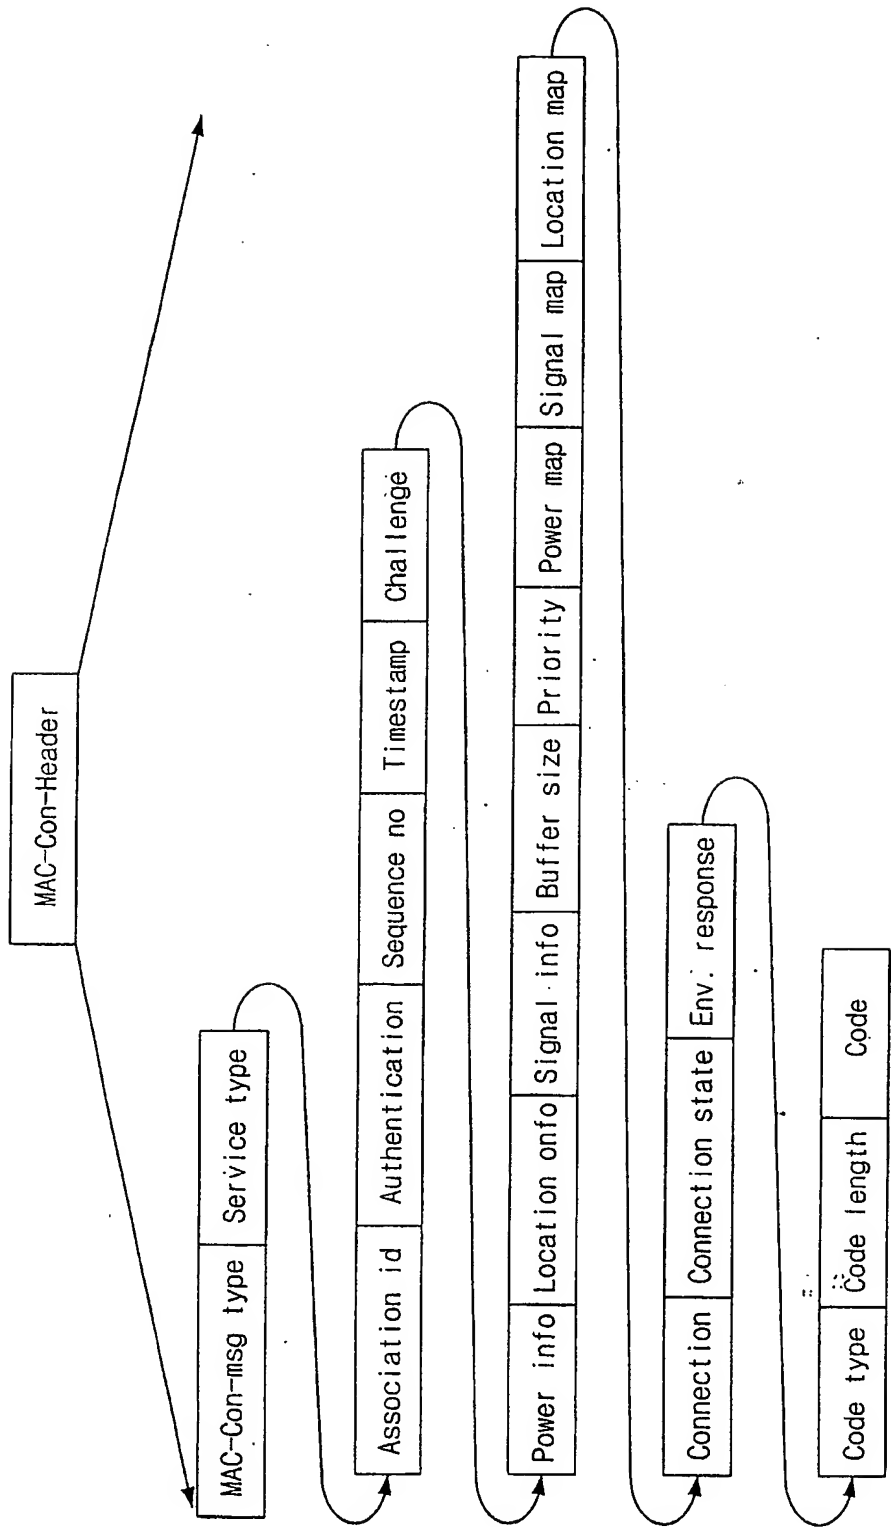 MAC-Con-Header
MAC-Con-msg type Service type
Association id Authentication Sequence no Timestamp Challenge
Power info Location onfo Signal info Buffer size Priority Power map Signal map Location map
Connection Connection state Env. response
Code type Code length Code